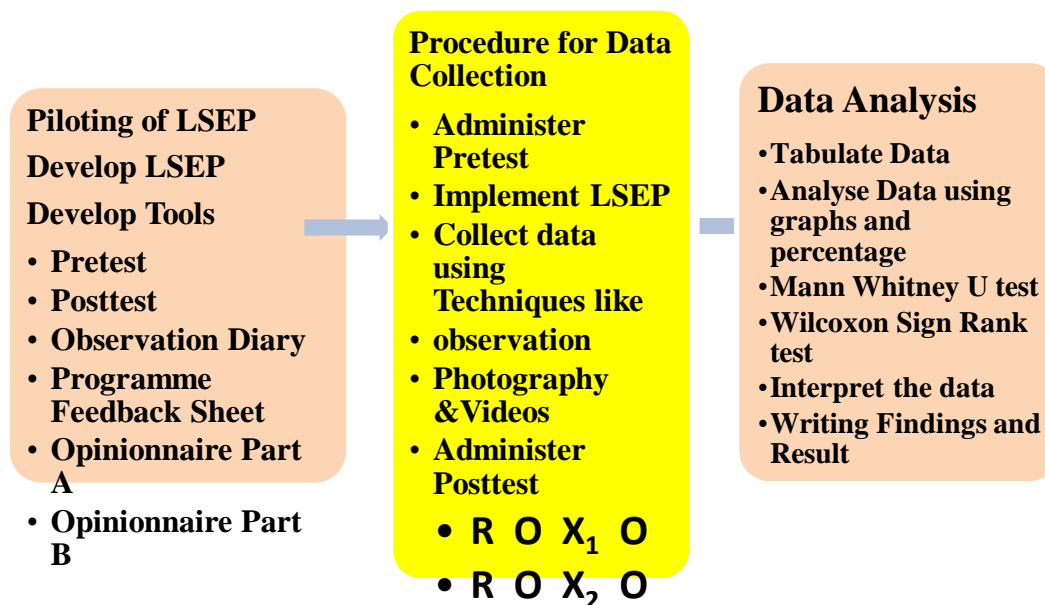 Piloting of LSEP
Develop LSEP
Develop Tools
• Pretest
• Posttest
• Observation Diary
• Programme
Feedback Sheet
• Opinionnaire Part
A
• Opinionnaire Part
B
Procedure for Data
Collection
• Administer
Pretest
• Implement LSEP
• Collect data
using
Techniques like
• observation
• Photography
&Videos
• Administer
Posttest
• R O X₁ O
• R O X₂ O
Data Analysis
•Tabulate Data
•Analyse Data using
graphs and
percentage
•Mann Whitney U test
•Wilcoxon Sign Rank
test
•Interpret the data
•Writing Findings and
Result